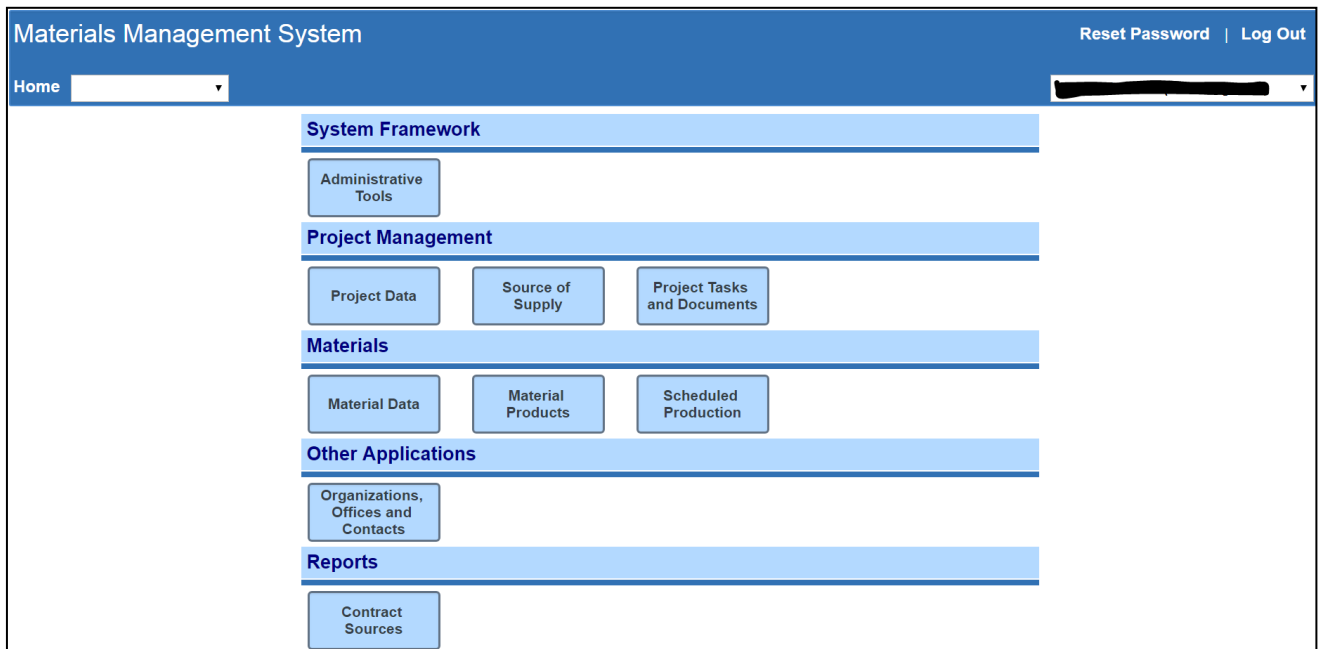 Materials Management System
Reset Password | Log Out
Home
System Framework
Administrative
Tools
Project Management
Project Data
Source of
Supply
Project Tasks
and Documents
Materials
Material Data
Material
Products
Scheduled
Production
Other Applications
Organizations,
Offices and
Contacts
Reports
Contract
Sources